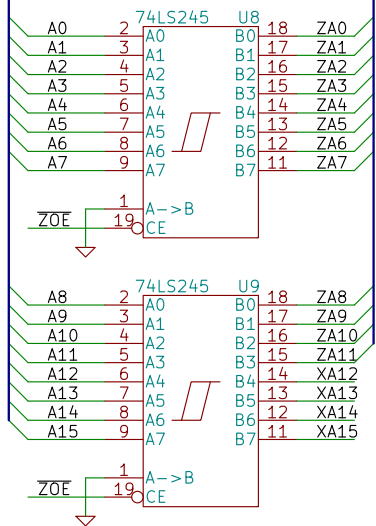 74LS245 U8
A0 2 A0 B0 18 ZA0
A1 3 A1 B1 17 ZA1
A2 4 A2 B2 16 ZA2
A3 5 A3 B3 15 ZA3
A4 6 A4 B4 14 ZA4
A5 7 A5 B5 13 ZA5
A6 8 A6 B6 12 ZA6
A7 9 A7 B7 11 ZA7
1 A->B
ZOE 19 CE
74LS245 U9
A8 2 A0 B0 18 ZA8
A9 3 A1 B1 17 ZA9
A10 4 A2 B2 16 ZA10
A11 5 A3 B3 15 ZA11
A12 6 A4 B4 14 XA12
A13 7 A5 B5 13 XA13
A14 8 A6 B6 12 XA14
A15 9 A7 B7 11 XA15
1 A->B
ZOE 19 CE